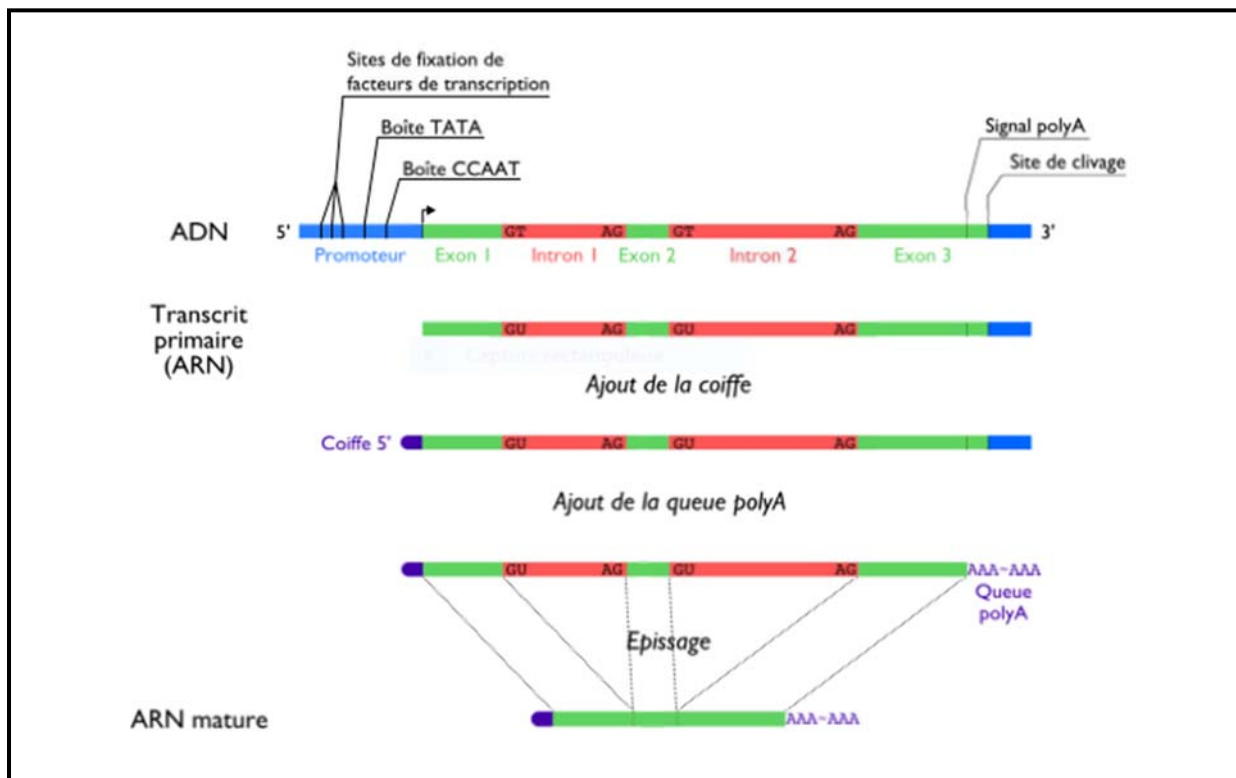 Sites de fixation de
facteurs de transcription
Boîte TATA
Boîte CCAAT
Signal polyA
Site de clivage
ADN 5' GT AG GT AG 3'
Promoteur Exon 1 Intron 1 Exon 2 Intron 2 Exon 3
Transcrit
primaire
(ARN)
GU AG GU AG
Capture rectangulaire
Ajout de la coiffe
Coiffe 5' GU AG GU AG
Ajout de la queue polyA
GU AG GU AG AAA~AAA
Queue
polyA
Epissage
ARN mature AAA~AAA